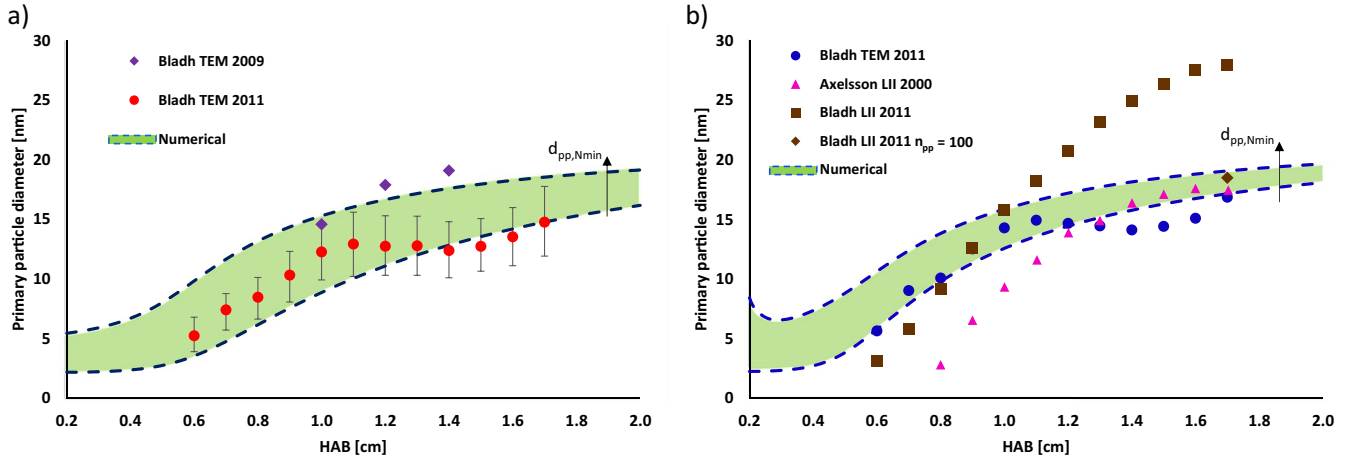 a)
Primary particle diameter [nm]
30
25
20
15
10
5
0
Bladh TEM 2009
Bladh TEM 2011
Numerical
d_pp,Nmin
0.2 0.4 0.6 0.8 1.0 1.2 1.4 1.6 1.8 2.0
HAB [cm]
b)
Primary particle diameter [nm]
30
25
20
15
10
5
0
Bladh TEM 2011
Axelsson LII 2000
Bladh LII 2011
Bladh LII 2011 n_pp = 100
Numerical
d_pp,Nmin
0.2 0.4 0.6 0.8 1.0 1.2 1.4 1.6 1.8 2.0
HAB [cm]